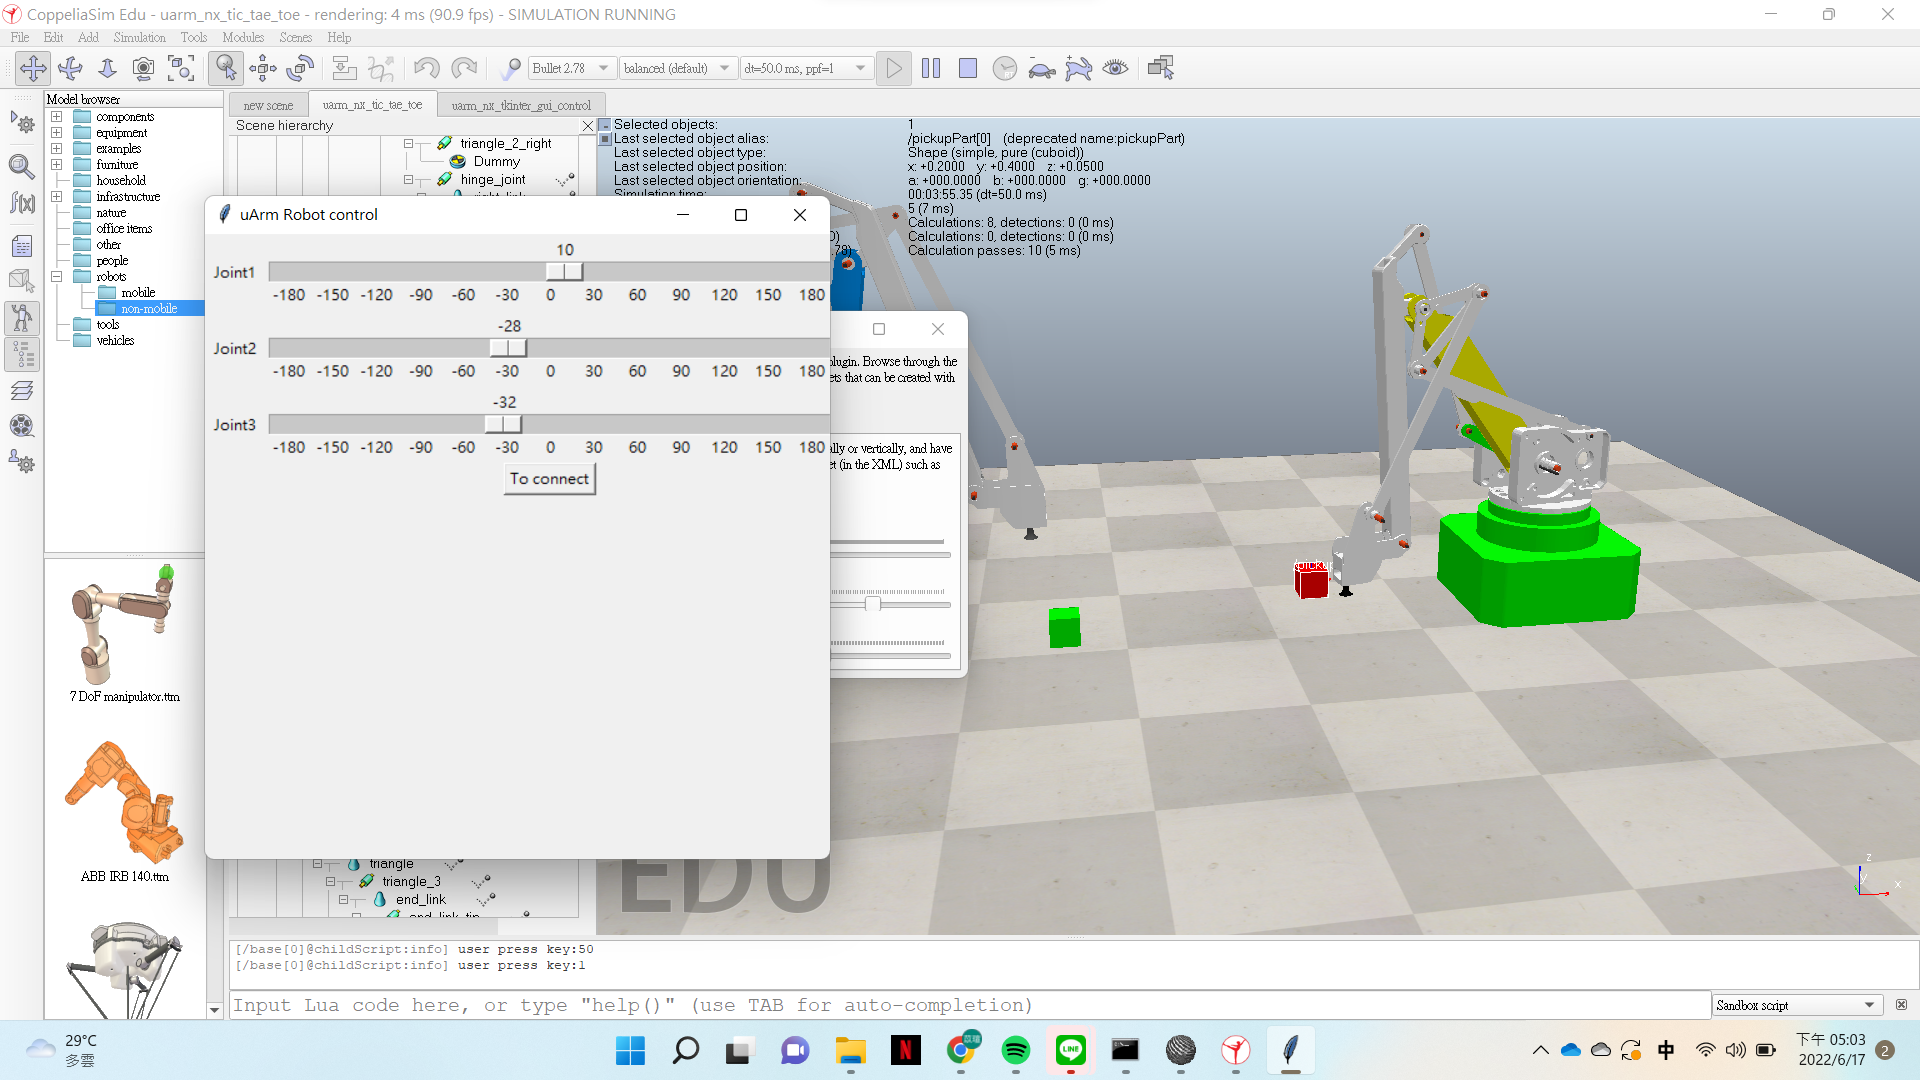 CoppeliaSim Edu - uarm_nx_tic_tae_toe - rendering: 4 ms (90.9 fps) - SIMULATION RUNNING
File Edit Add Simulation Tools Modules Scenes Help
Bullet 2.78 balanced (default) dt=50.0 ms, ppf=1
Model browser
components
equipment
examples
furniture
household
infrastructure
nature
office items
other
people
robots
mobile
non-mobile
tools
vehicles
7 DoF manipulator.ttm
ABB IRB 140.ttm
new scene uarm_nx_tic_tae_toe uarm_nx_tkinter_gui_control
Scene hierarchy
triangle_2_right
Dummy
hinge_joint
Selected objects: 1
Last selected object alias: /pickupPart[0] (deprecated name:pickupPart)
Last selected object type: Shape (simple, pure (cuboid))
Last selected object position: x: +0.2000 y: +0.4000 z: +0.0500
Last selected object orientation: a: +000.0000 b: +000.0000 g: +000.0000
Simulation time: 00:03:55.35 (dt=50.0 ms)
5 (7 ms)
Calculations: 8, detections: 0 (0 ms)
Calculations: 0, detections: 0 (0 ms)
.78) Calculation passes: 10 (5 ms)
uArm Robot control
10
Joint1
-180 -150 -120 -90 -60 -30 0 30 60 90 120 150 180
-28
Joint2
-180 -150 -120 -90 -60 -30 0 30 60 90 120 150 180
-32
Joint3
-180 -150 -120 -90 -60 -30 0 30 60 90 120 150 180
To connect
plugin. Browse through the
ets that can be created with
ally or vertically, and have
et (in the XML) such as
/pickup
EDU
z
y
x
triangle
triangle_3
end_link
end_link_tip
[/base[0]@childScript:info] user press key:50
[/base[0]@childScript:info] user press key:1
Input Lua code here, or type "help()" (use TAB for auto-completion)
Sandbox script
29°C
多雲
N
LINE
中
下午 05:03
2022/6/17
2